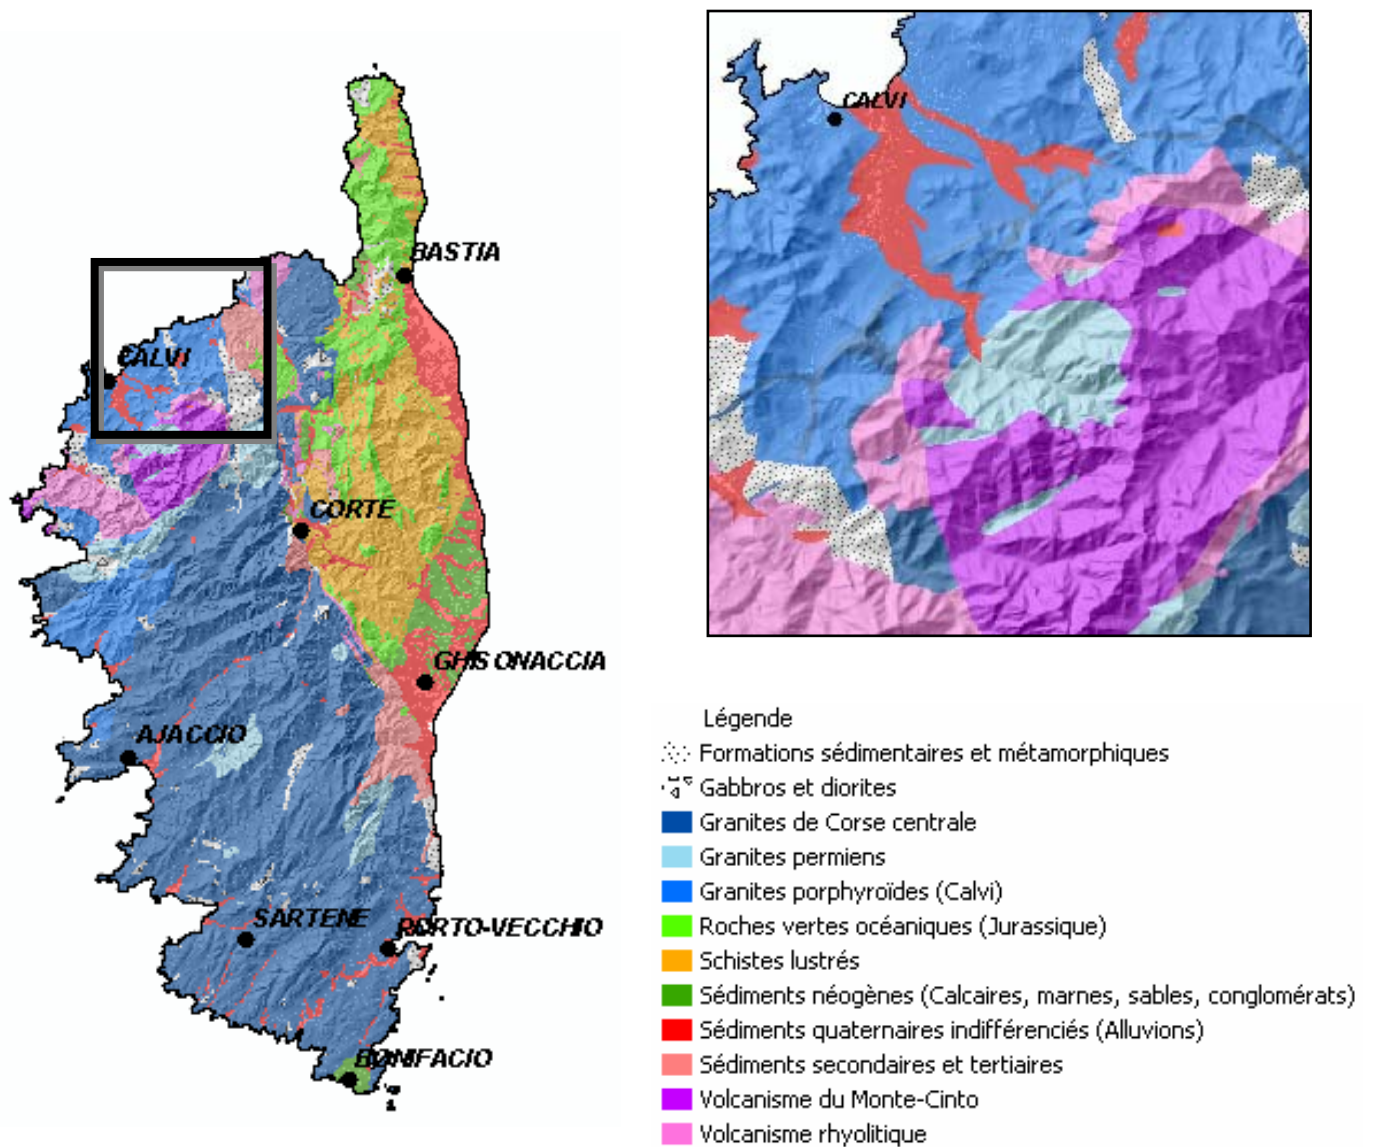 BASTIA
CALVI
CORTE
GHISONACCIA
AJACCIO
SARTENE
PORTO-VECCHIO
BONIFACIO
CALVI
Légende
Formations sédimentaires et métamorphiques
Gabbros et diorites
Granites de Corse centrale
Granites permiens
Granites porphyroïdes (Calvi)
Roches vertes océaniques (Jurassique)
Schistes lustrés
Sédiments néogènes (Calcaires, marnes, sables, conglomérats)
Sédiments quaternaires indifférenciés (Alluvions)
Sédiments secondaires et tertiaires
Volcanisme du Monte-Cinto
Volcanisme rhyolitique